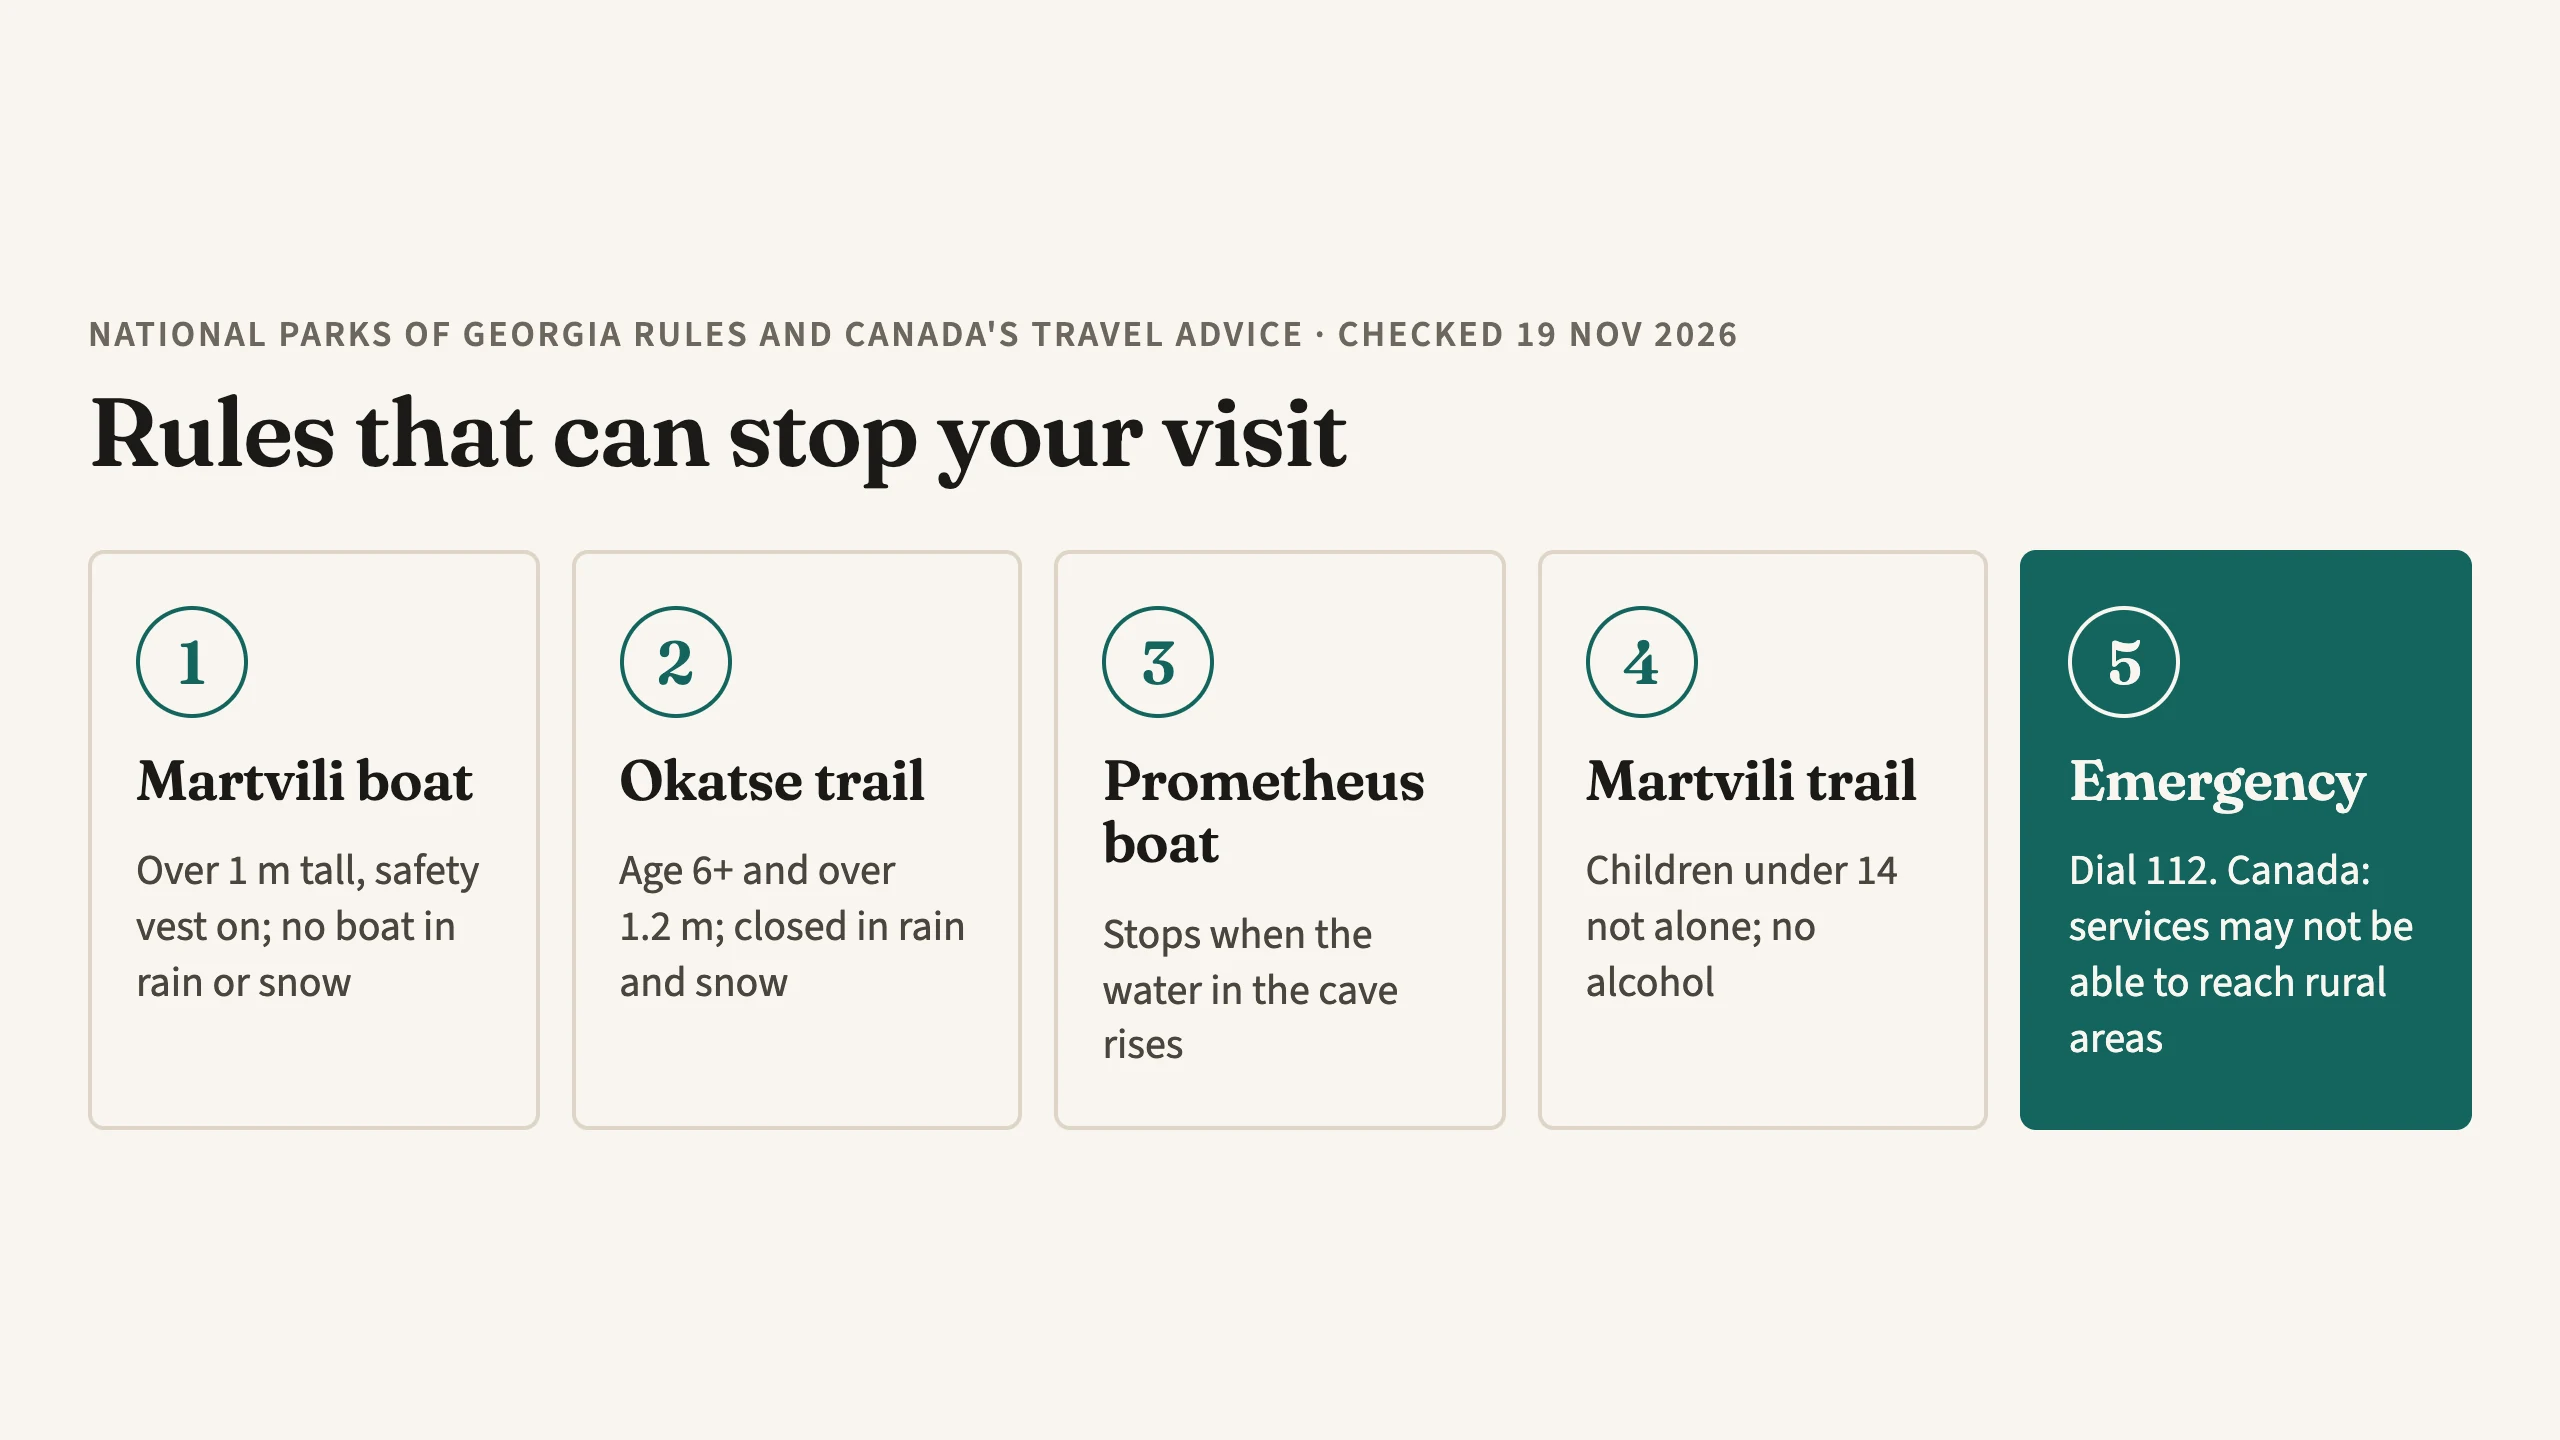 NATIONAL PARKS OF GEORGIA RULES AND CANADA'S TRAVEL ADVICE · CHECKED 19 NOV 2026
Rules that can stop your visit
1
Martvili boat
Over 1 m tall, safety
vest on; no boat in
rain or snow
2
Okatse trail
Age 6+ and over
1.2 m; closed in rain
and snow
3
Prometheus
boat
Stops when the
water in the cave
rises
4
Martvili trail
Children under 14
not alone; no
alcohol
5
Emergency
Dial 112. Canada:
services may not be
able to reach rural
areas